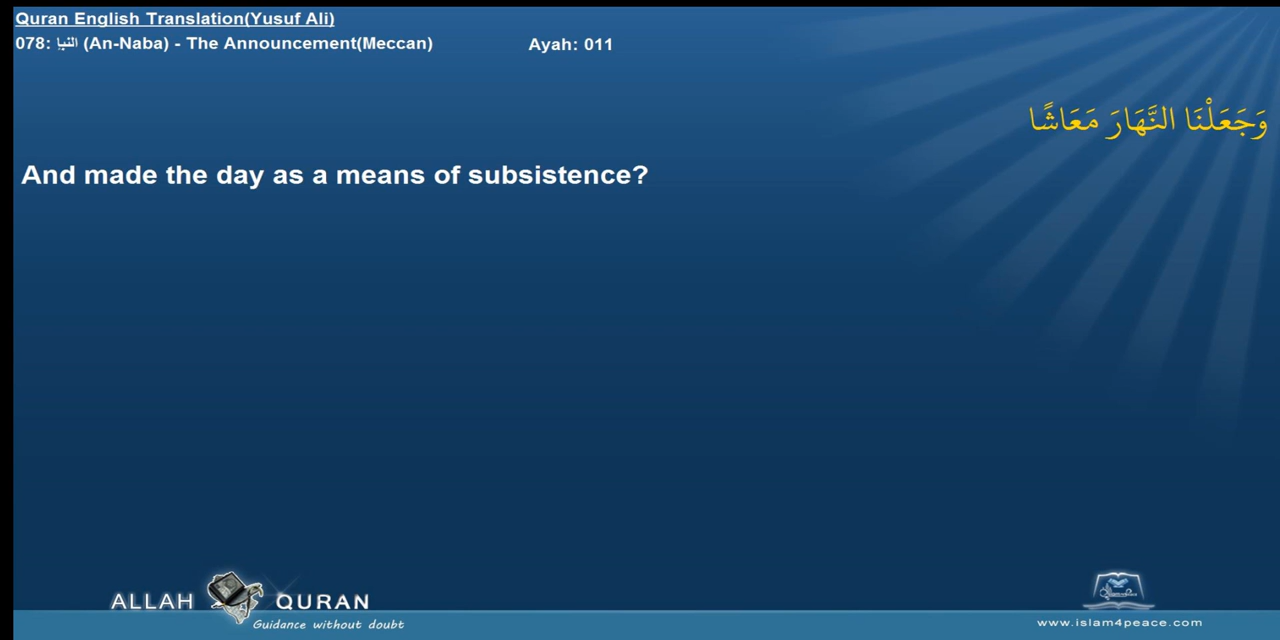 Quran English Translation(Yusuf Ali)
078: النبإ (An-Naba) - The Announcement(Meccan) Ayah: 011
وَجَعَلْنَا النَّهَارَ مَعَاشًا
And made the day as a means of subsistence?
ALLAH QURAN
Guidance without doubt
www.islam4peace.com